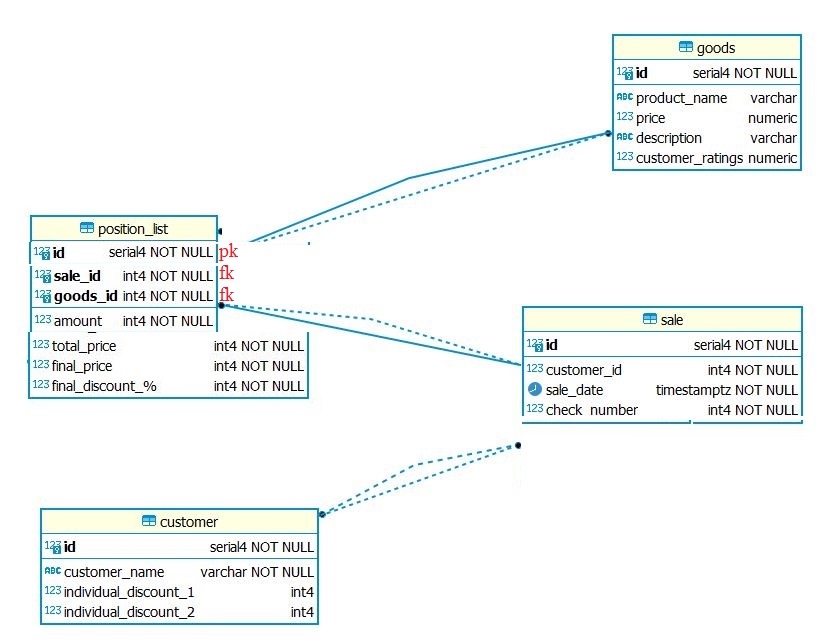 goods
123 id serial4 NOT NULL
ABC product_name varchar
123 price numeric
ABC description varchar
123 customer_ratings numeric
position_list
123 id serial4 NOT NULL pk
123 sale_id int4 NOT NULL fk
123 goods_id int4 NOT NULL fk
amount int4 NOT NULL
123 total_price int4 NOT NULL
123 final_price int4 NOT NULL
123 final_discount_% int4 NOT NULL
sale
123 id serial4 NOT NULL
123 customer_id int4 NOT NULL
sale_date timestamptz NOT NULL
123 check number int4 NOT NULL
customer
123 id serial4 NOT NULL
ABC customer_name varchar NOT NULL
123 individual_discount_1 int4
123 individual_discount_2 int4